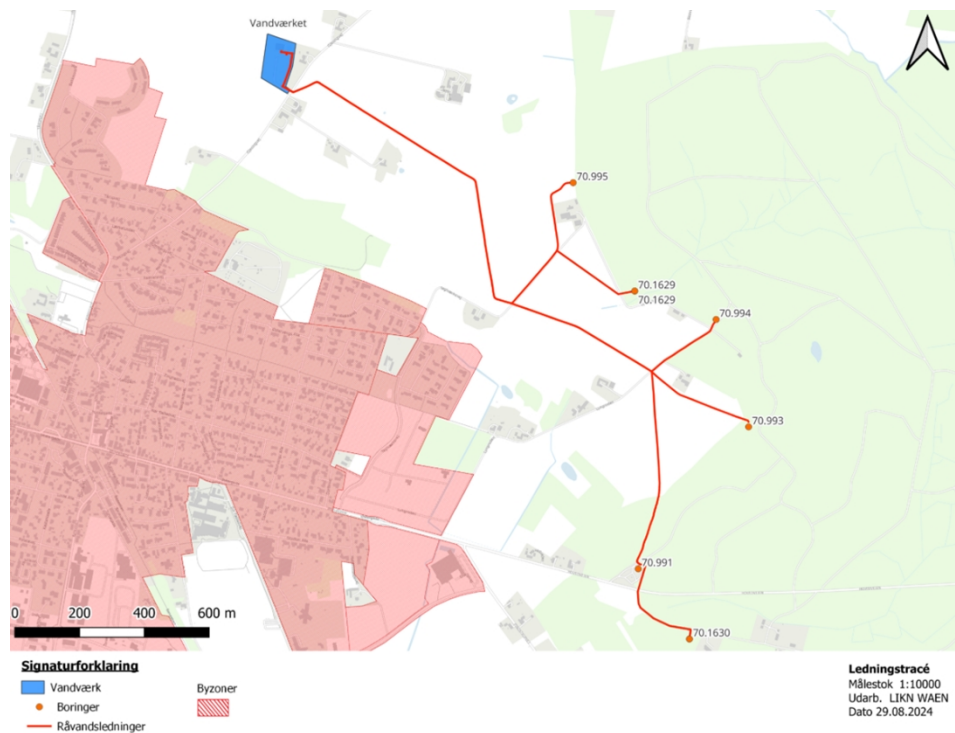 Vandværket
70.995
70.1629
70.1629
70.994
70.993
70.991
70.1630
0 200 400 600 m
Signaturforklaring
Vandværk
Boringer
Råvandsledninger
Byzoner
Ledningstracé
Målestok 1:10000
Udarb. LIKN WAEN
Dato 29.08.2024